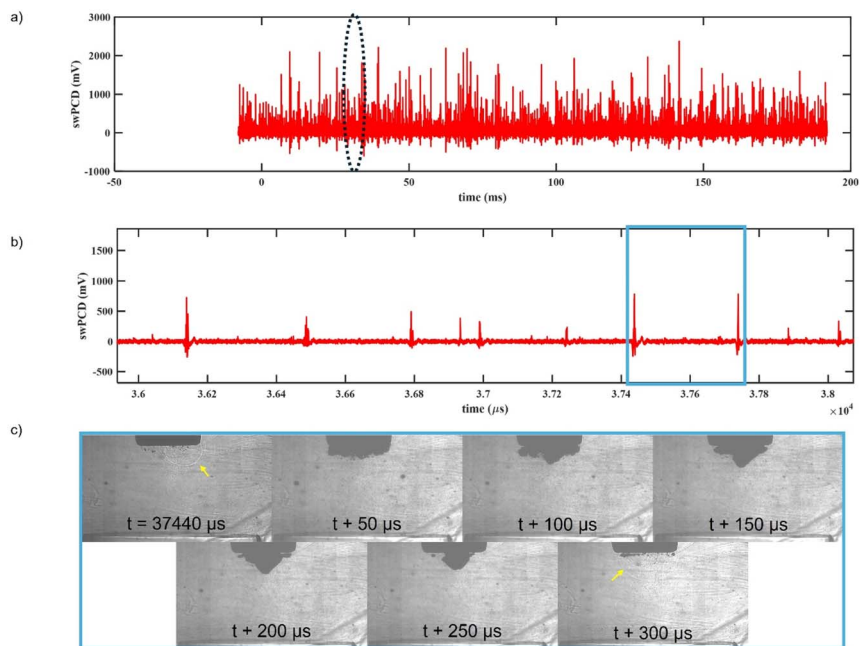 a)
3000
2000
1000
0
-1000
swPCD (mV)
-50 0 50 100 150 200
time (ms)
b)
1500
1000
500
0
-500
swPCD (mV)
3.6 3.62 3.64 3.66 3.68 3.7 3.72 3.74 3.76 3.78 3.8
time (µs)
×10⁴
c)
t = 37440 µs t + 50 µs t + 100 µs t + 150 µs
t + 200 µs t + 250 µs t + 300 µs